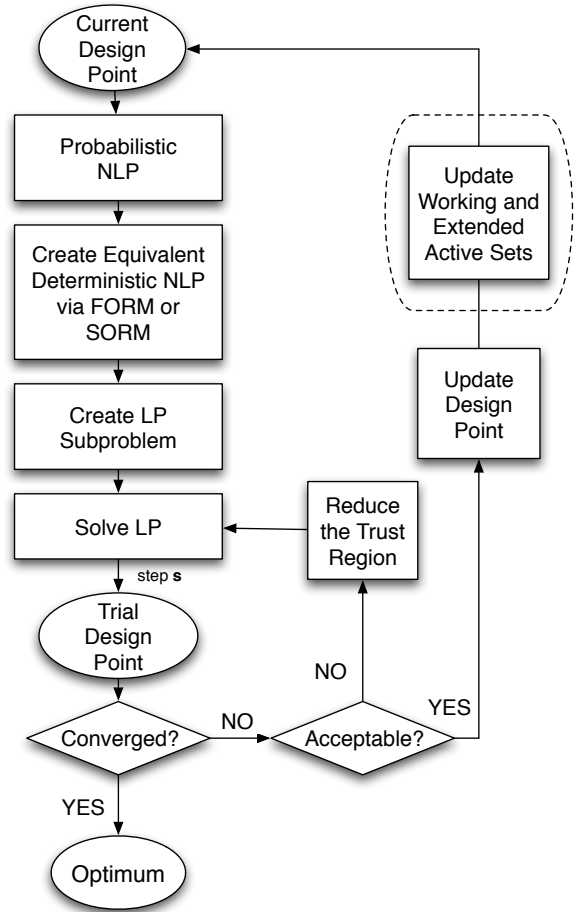 Current
Design
Point
Probabilistic
NLP
Create Equivalent
Deterministic NLP
via FORM or
SORM
Create LP
Subproblem
Solve LP
step s
Trial
Design
Point
Converged?
YES
Optimum
NO
Acceptable?
NO
Reduce
the Trust
Region
YES
Update
Design
Point
Update
Working and
Extended
Active Sets